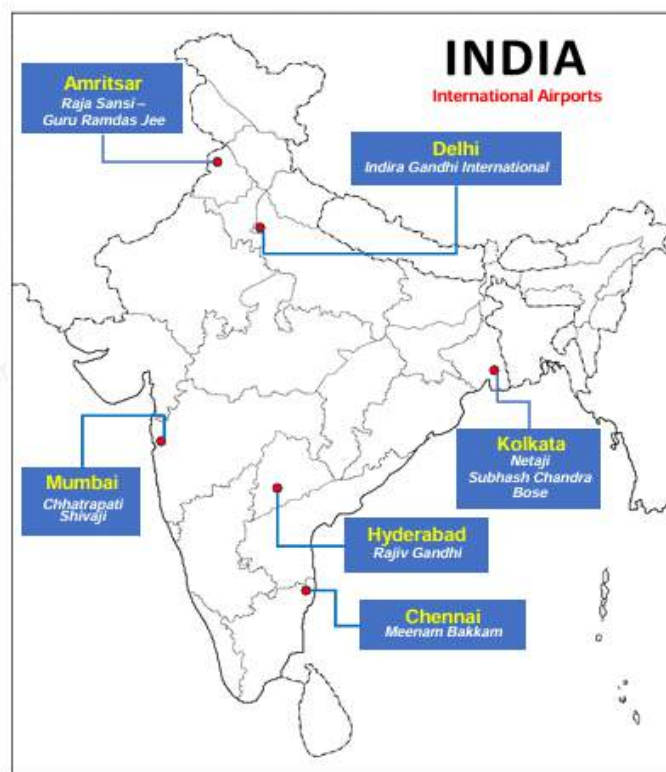 INDIA
International Airports
Amritsar
Raja Sansi –
Guru Ramdas Jee
Delhi
Indira Gandhi International
Kolkata
Netaji
Subhash Chandra
Bose
Mumbai
Chhatrapati
Shivaji
Hyderabad
Rajiv Gandhi
Chennai
Meenam Bakkam